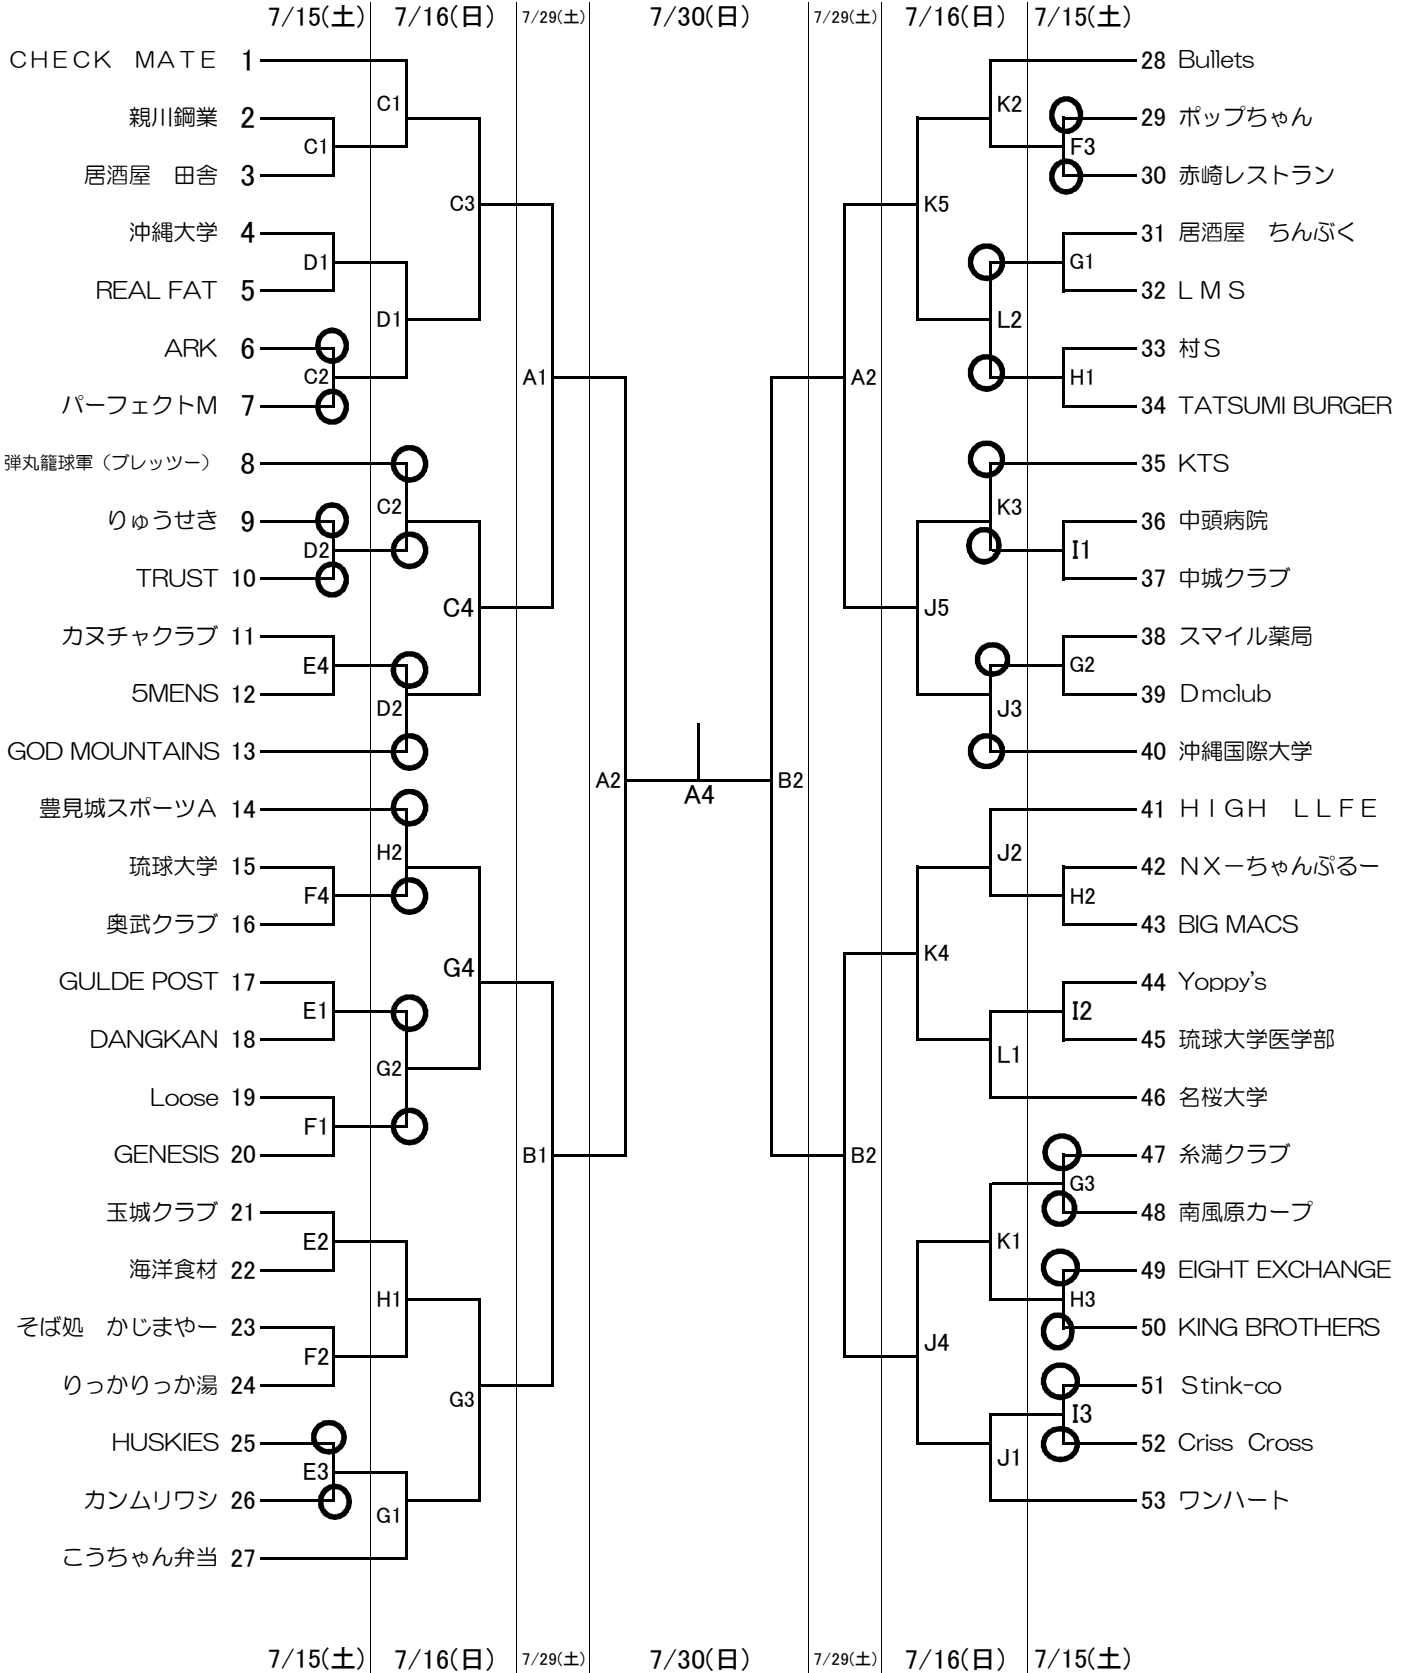 7/15(土) 7/16(日) 7/29(土) 7/30(日) 7/29(土) 7/16(日) 7/15(土)
ＣＨＥＣＫ　ＭＡＴＥ 1
親川鋼業 2
居酒屋　田舎 3
沖縄大学 4
REAL FAT 5
ARK 6
パーフェクトM 7
弾丸籠球軍（ブレッツー） 8
りゅうせき 9
TRUST 10
カヌチャクラブ 11
5MENS 12
GOD MOUNTAINS 13
豊見城スポーツA 14
琉球大学 15
奥武クラブ 16
GULDE POST 17
DANGKAN 18
Loose 19
GENESIS 20
玉城クラブ 21
海洋食材 22
そば処　かじまやー 23
りっかりっか湯 24
HUSKIES 25
カンムリワシ 26
こうちゃん弁当 27
C1
D1
C2
D2
E4
F4
E1
F1
E2
F2
E3
C1
D1
C2
D2
H2
G2
H1
G1
C3
C4
G4
G3
A1
B1
A2
A4
B2
A2
B2
K5
J5
K4
J4
K2
L2
K3
J3
J2
L1
K1
J1
F3
G1
H1
I1
G2
H2
I2
G3
H3
I3
28 Bullets
29 ポップちゃん
30 赤崎レストラン
31 居酒屋　ちんぶく
32 ＬＭＳ
33 村Ｓ
34 TATSUMI BURGER
35 KTS
36 中頭病院
37 中城クラブ
38 スマイル薬局
39 Ｄmclub
40 沖縄国際大学
41 ＨＩＧＨ　ＬＬＦＥ
42 ＮＸーちゃんぷるー
43 BIG MACS
44 Yoppy's
45 琉球大学医学部
46 名桜大学
47 糸満クラブ
48 南風原カープ
49 EIGHT EXCHANGE
50 KING BROTHERS
51 Ｓtink-co
52 Criss Cross
53 ワンハート
7/15(土) 7/16(日) 7/29(土) 7/30(日) 7/29(土) 7/16(日) 7/15(土)